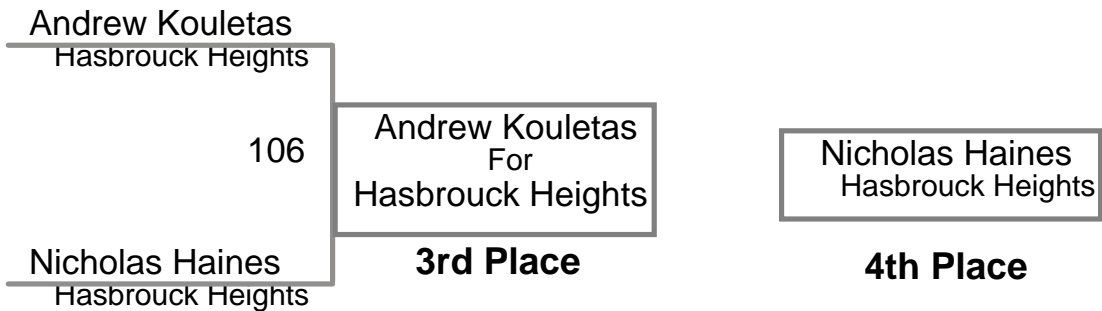 Andrew Kouletas
Hasbrouck Heights
106
Andrew Kouletas
For
Hasbrouck Heights
3rd Place
Nicholas Haines
Hasbrouck Heights
Nicholas Haines
Hasbrouck Heights
4th Place